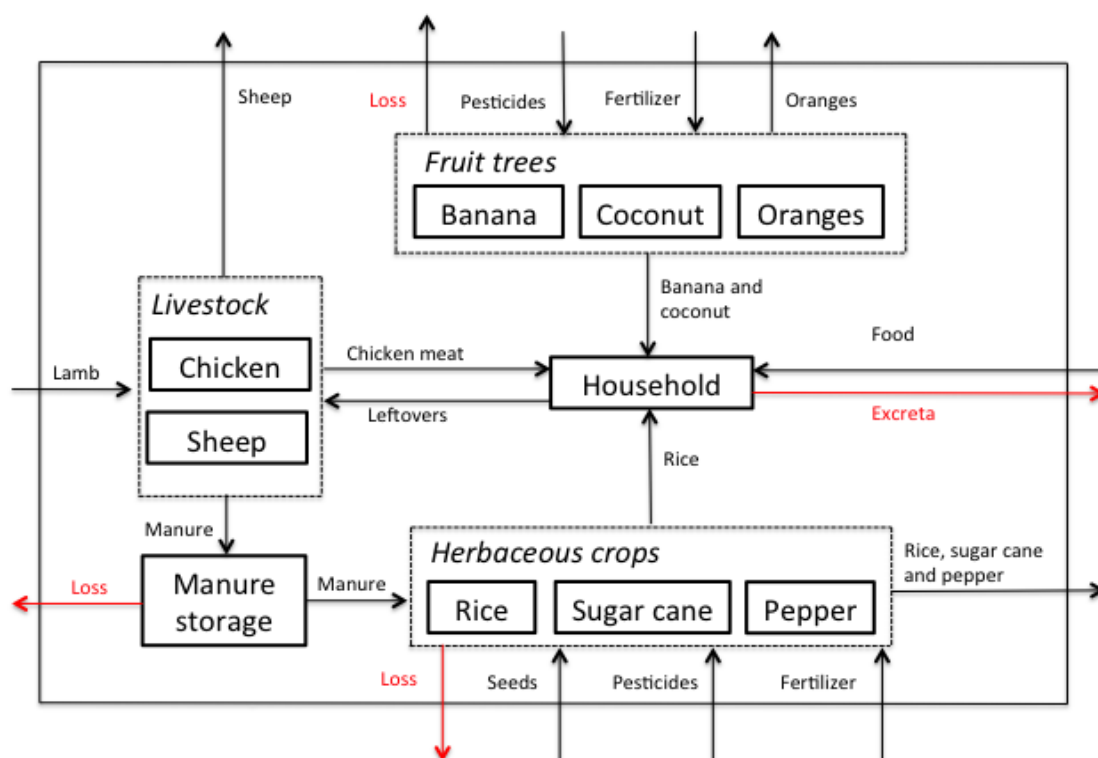 Sheep
Loss
Pesticides
Fertilizer
Oranges
Fruit trees
Banana
Coconut
Oranges
Livestock
Banana and
coconut
Chicken
Chicken meat
Food
Lamb
Household
Leftovers
Excreta
Sheep
Rice
Manure
Herbaceous crops
Rice, sugar cane
and pepper
Loss
Manure
storage
Manure
Rice
Sugar cane
Pepper
Loss
Seeds
Pesticides
Fertilizer